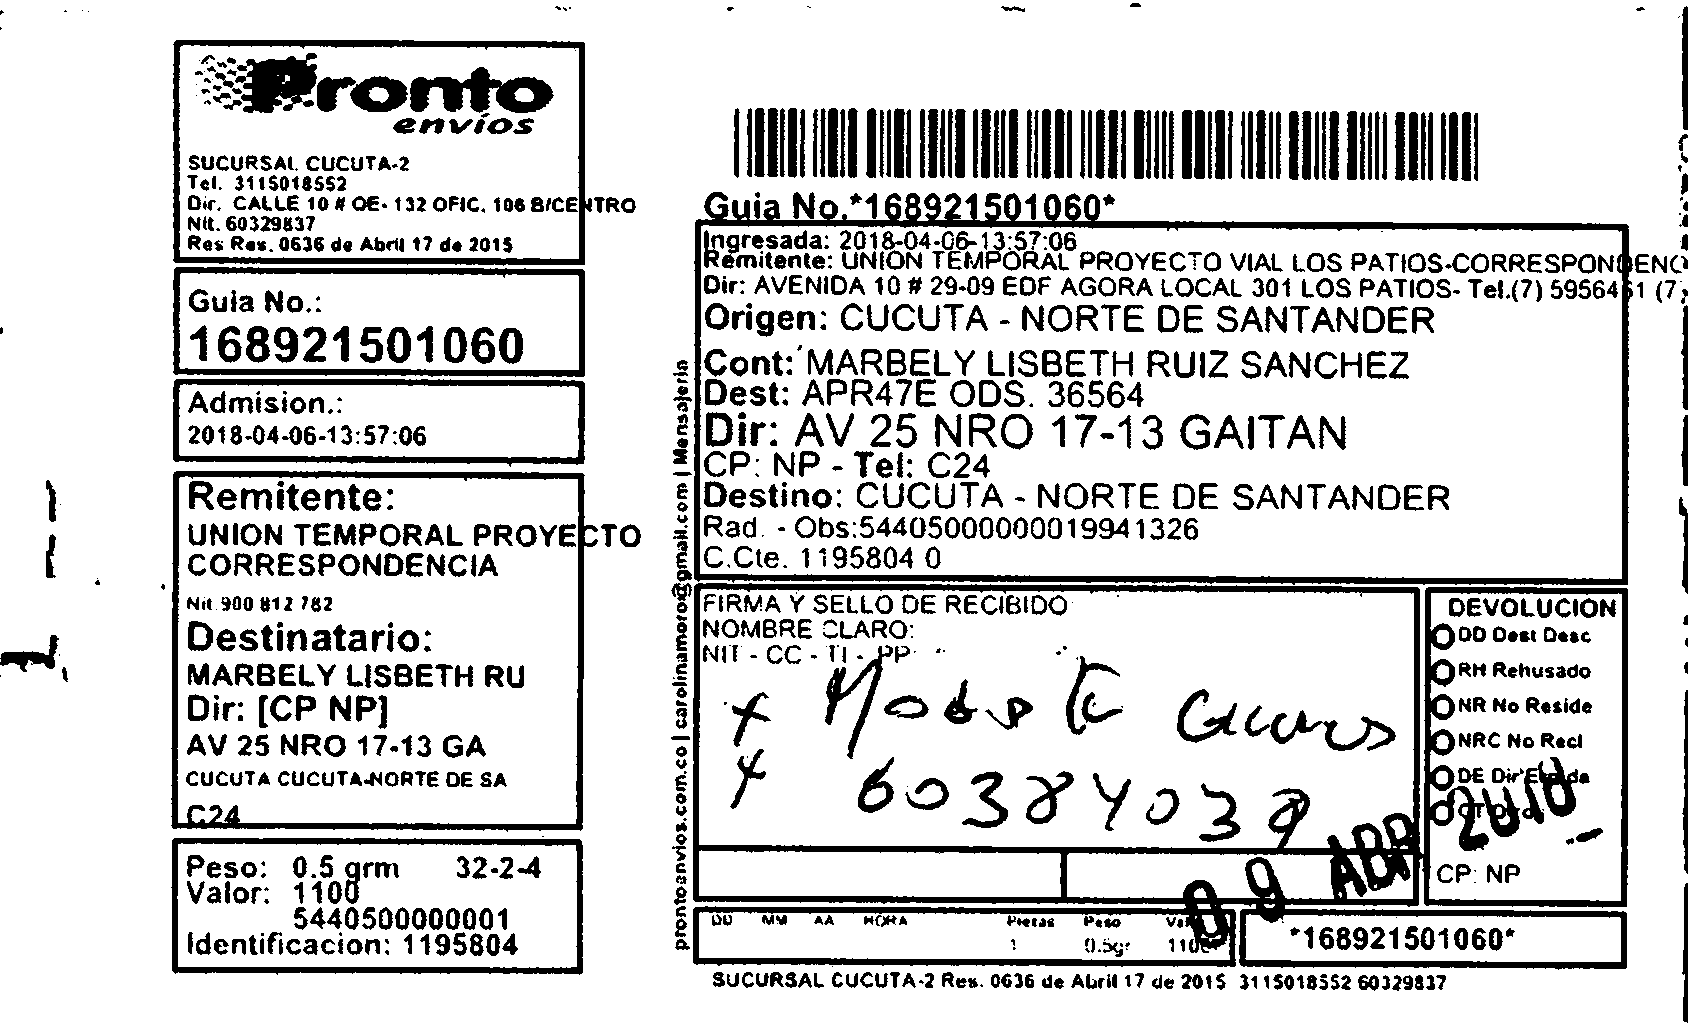 Pronto
envíos
SUCURSAL CUCUTA-2
Tel. 3115018552
Dir. CALLE 10 # OE- 132 OFIC. 106 B/CENTRO
Nit. 60329837
Res Res. 0636 de Abril 17 de 2015
Guia No.:
168921501060
Admision.:
2018-04-06-13:57:06
Remitente:
UNION TEMPORAL PROYECTO
CORRESPONDENCIA
Nit 900 812 782
Destinatario:
MARBELY LISBETH RU
Dir: [CP NP]
AV 25 NRO 17-13 GA
CUCUTA CUCUTA-NORTE DE SA
C24
Peso: 0.5 grm 32-2-4
Valor: 1100
5440500000001
Identificacion: 1195804
prontoenvios.com.co | carolinamoro@gmail.com | Mensajeria
Guia No.*168921501060*
Ingresada: 2018-04-06-13:57:06
Remitente: UNION TEMPORAL PROYECTO VIAL LOS PATIOS-CORRESPONDENC
Dir: AVENIDA 10 # 29-09 EDF AGORA LOCAL 301 LOS PATIOS- Tel.(7) 5956461 (7)
Origen: CUCUTA - NORTE DE SANTANDER
Cont: MARBELY LISBETH RUIZ SANCHEZ
Dest: APR47E ODS. 36564
Dir: AV 25 NRO 17-13 GAITAN
CP: NP - Tel: C24
Destino: CUCUTA - NORTE DE SANTANDER
Rad. - Obs:5440500000019941326
C.Cte. 1195804 0
FIRMA Y SELLO DE RECIBIDO
NOMBRE CLARO:
NIT - CC - TI - PP
60384039
09 ABR 2018
DEVOLUCION
DD Dest Desc
RH Rehusado
NR No Reside
NRC No Recl
DE Dir
CP: NP
DD MM AA HORA Piezas Peso
1 0.5gr 1100
*168921501060*
SUCURSAL CUCUTA-2 Res. 0636 de Abril 17 de 2015 3115018552 60329837